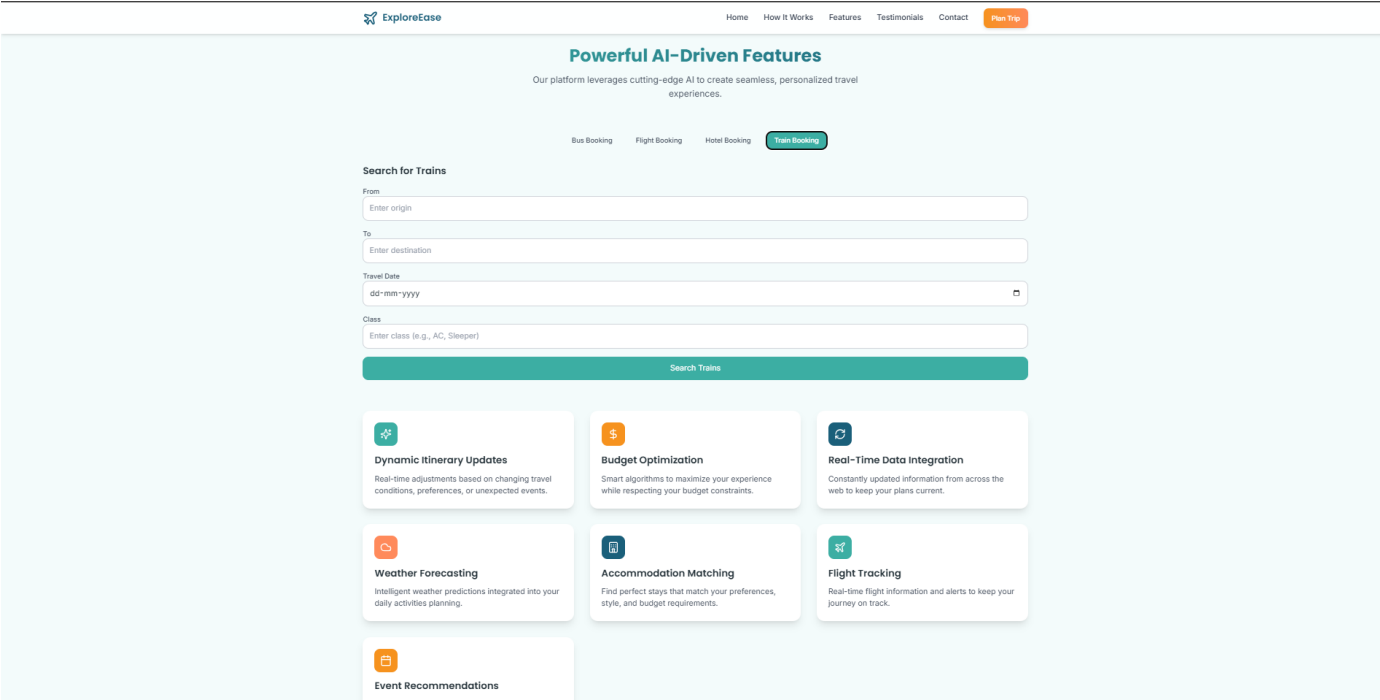 ExploreEase
Home How It Works Features Testimonials Contact Plan Trip
Powerful AI-Driven Features
Our platform leverages cutting-edge AI to create seamless, personalized travel
experiences.
Bus Booking Flight Booking Hotel Booking Train Booking
Search for Trains
From
Enter origin
To
Enter destination
Travel Date
dd-mm-yyyy
Class
Enter class (e.g., AC, Sleeper)
Search Trains
Dynamic Itinerary Updates
Real-time adjustments based on changing travel
conditions, preferences, or unexpected events.
Budget Optimization
Smart algorithms to maximize your experience
while respecting your budget constraints.
Real-Time Data Integration
Constantly updated information from across the
web to keep your plans current.
Weather Forecasting
Intelligent weather predictions integrated into your
daily activities planning.
Accommodation Matching
Find perfect stays that match your preferences,
style, and budget requirements.
Flight Tracking
Real-time flight information and alerts to keep your
journey on track.
Event Recommendations